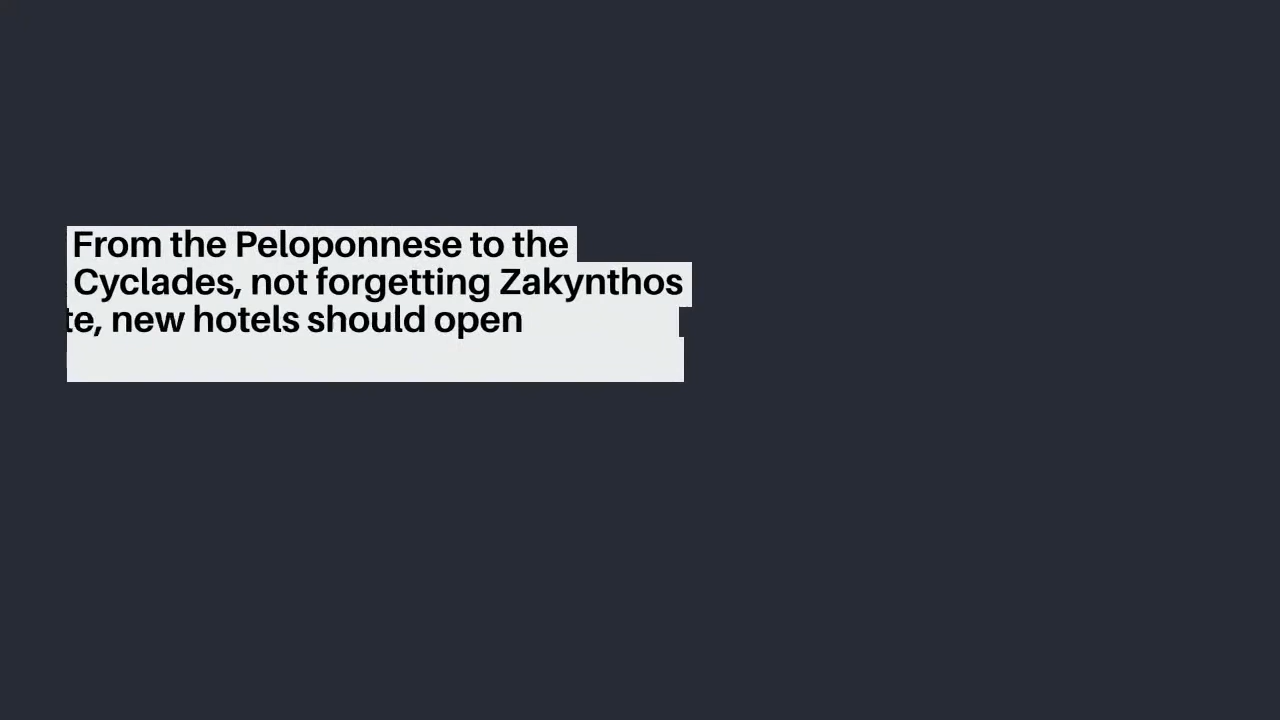 From the Peloponnese to the
Cyclades, not forgetting Zakynthos
new hotels should open